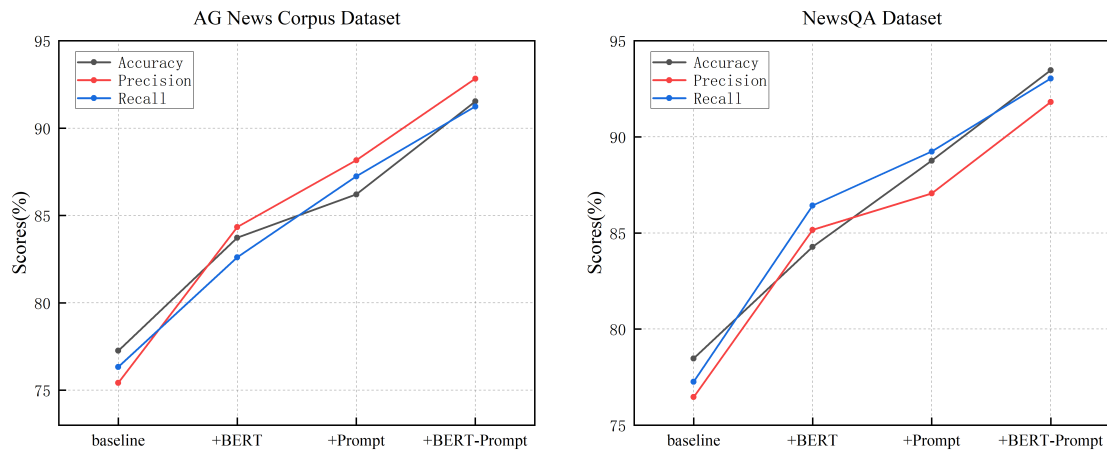 AG News Corpus Dataset
95
90
85
80
75
Scores(%)
Accuracy
Precision
Recall
baseline
+BERT
+Prompt
+BERT-Prompt
NewsQA Dataset
95
90
85
80
75
Scores(%)
Accuracy
Precision
Recall
baseline
+BERT
+Prompt
+BERT-Prompt